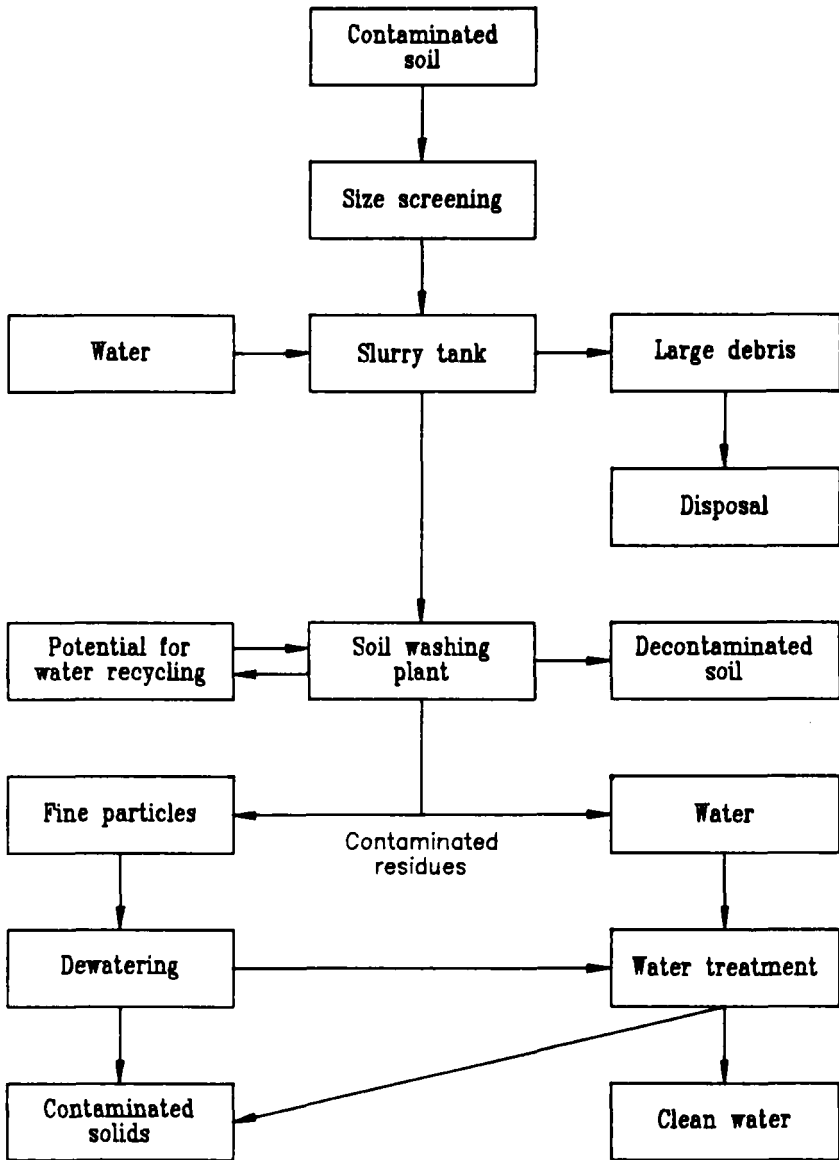 Contaminated
soil
Size screening
Water
Slurry tank
Large debris
Disposal
Potential for
water recycling
Soil washing
plant
Decontaminated
soil
Fine particles
Contaminated
residues
Water
Dewatering
Water treatment
Contaminated
solids
Clean water